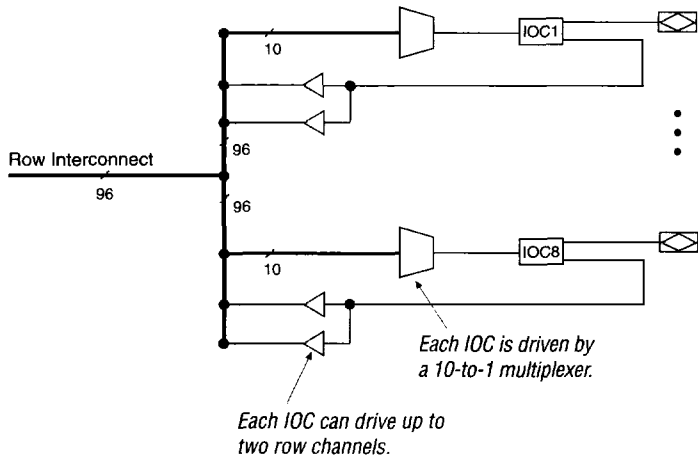 10
IOC1
96
Row Interconnect
96
96
10
IOC8
Each IOC is driven by
a 10-to-1 multiplexer.
Each IOC can drive up to
two row channels.